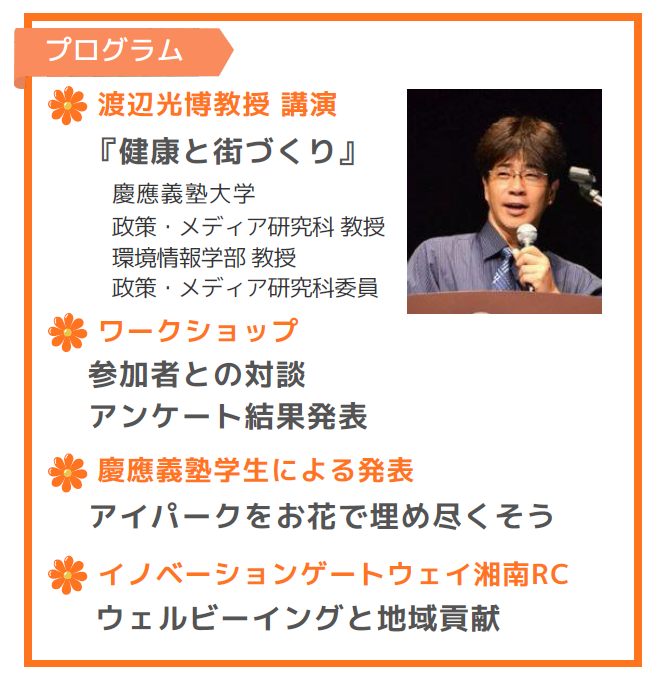 プログラム
渡辺光博教授 講演
『健康と街づくり』
慶應義塾大学
政策・メディア研究科 教授
環境情報学部 教授
政策・メディア研究科委員
ワークショップ
参加者との対談
アンケート結果発表
慶應義塾学生による発表
アイパークをお花で埋め尽くそう
イノベーションゲートウェイ湘南RC
ウェルビーイングと地域貢献